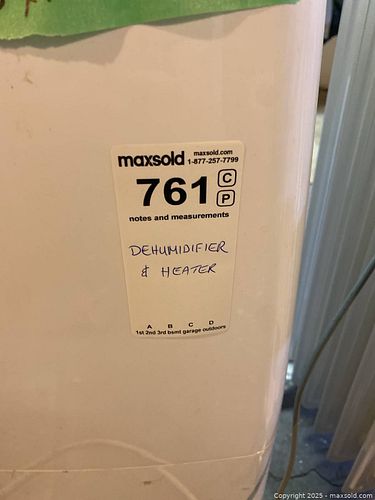 maxsold maxsold.com
1-877-257-7799
761 C
P
notes and measurements
DEHUMIDIFIER
& HEATER
A B C D
1st 2nd 3rd bsmt garage outdoors
Copyright © 2025 - maxsold.com